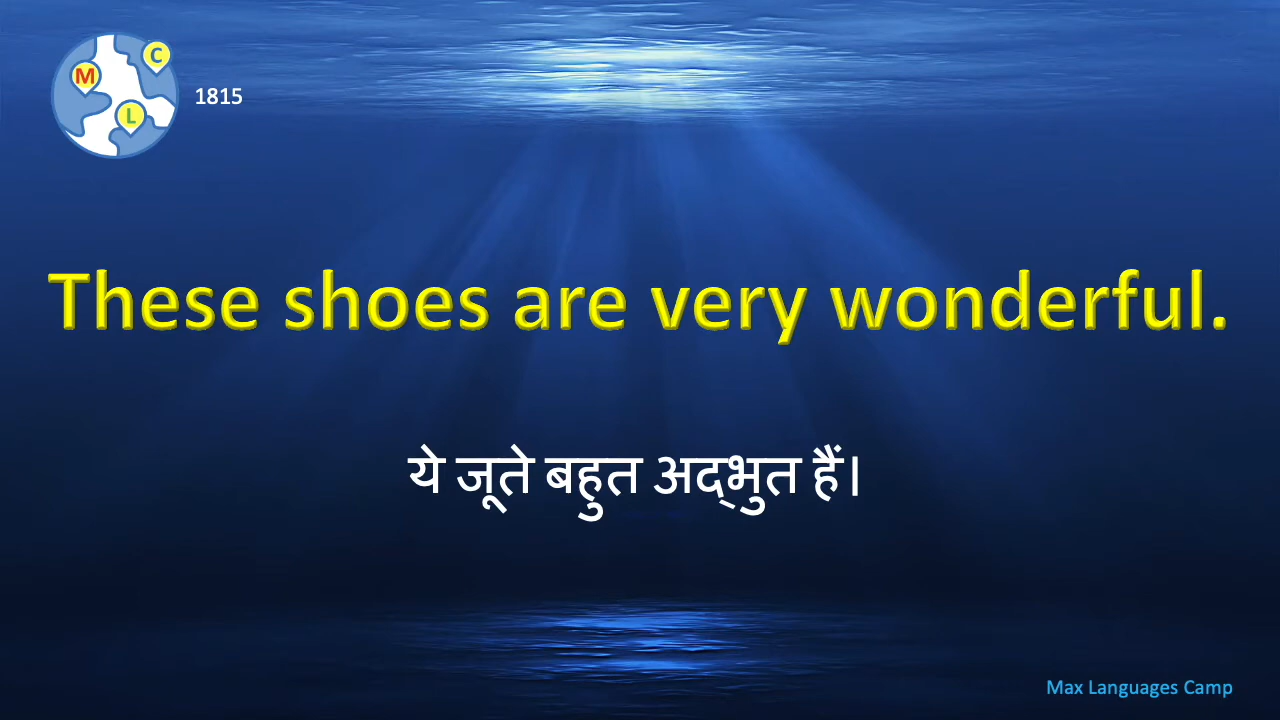 C
M
L
1815
These shoes are very wonderful.
ये जूते बहुत अद्‌भुत हैं।
Max Languages Camp